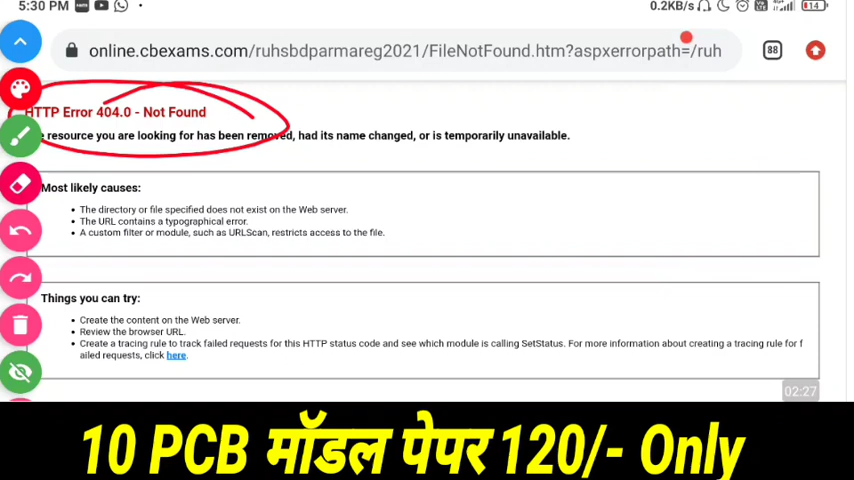 5:30 PM
0.2KB/s
14
online.cbexams.com/ruhsbdparmareg2021/FileNotFound.htm?aspxerrorpath=/ruh
88
HTTP Error 404.0 - Not Found
resource you are looking for has been removed, had its name changed, or is temporarily unavailable.
Most likely causes:
• The directory or file specified does not exist on the Web server.
• The URL contains a typographical error.
• A custom filter or module, such as URLScan, restricts access to the file.
Things you can try:
• Create the content on the Web server.
• Review the browser URL.
• Create a tracing rule to track failed requests for this HTTP status code and see which module is calling SetStatus. For more information about creating a tracing rule for f
ailed requests, click here.
02:27
10 PCB मॉडल पेपर 120/- Only